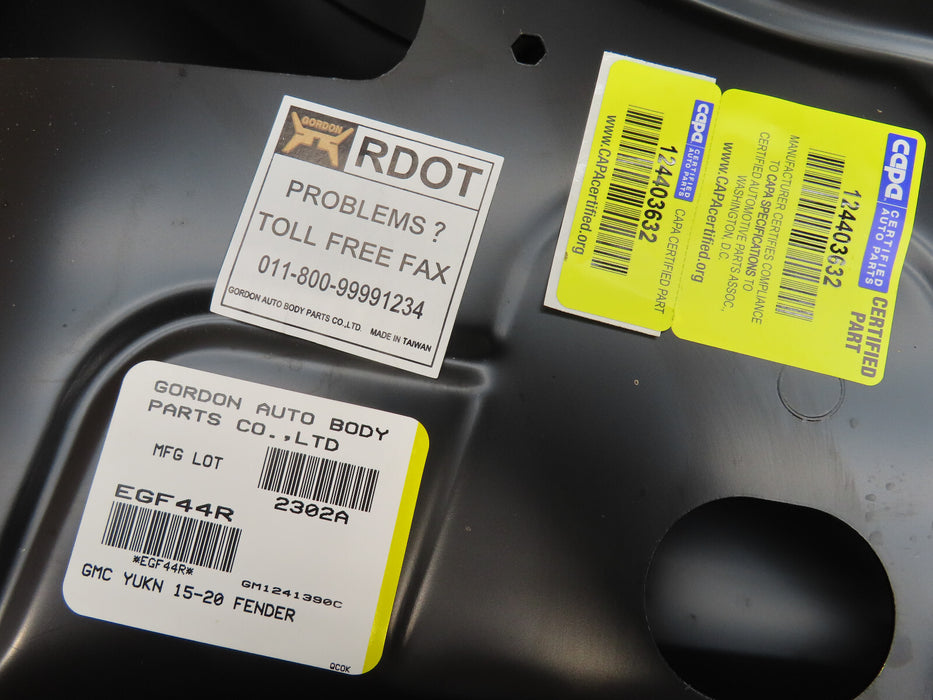 GORDON
RDOT
PROBLEMS ?
TOLL FREE FAX
011-800-99991234
GORDON AUTO BODY PARTS CO.,LTD. MADE IN TAIWAN
capa CERTIFIED
AUTO PARTS
124403632
www.CAPAcertified.org
CAPA CERTIFIED PART
capa CERTIFIED
AUTO PARTS
CERTIFIED
PART
124403632
MANUFACTURER CERTIFIES COMPLIANCE
TO CAPA SPECIFICATIONS TO
CERTIFIED AUTOMOTIVE PARTS ASSOC.,
WASHINGTON, D.C.
www.CAPAcertified.org
GORDON AUTO BODY
PARTS CO.,LTD
MFG LOT
2302A
EGF44R
*EGF44R*
GM1241390C
GMC YUKN 15-20 FENDER
QCOK